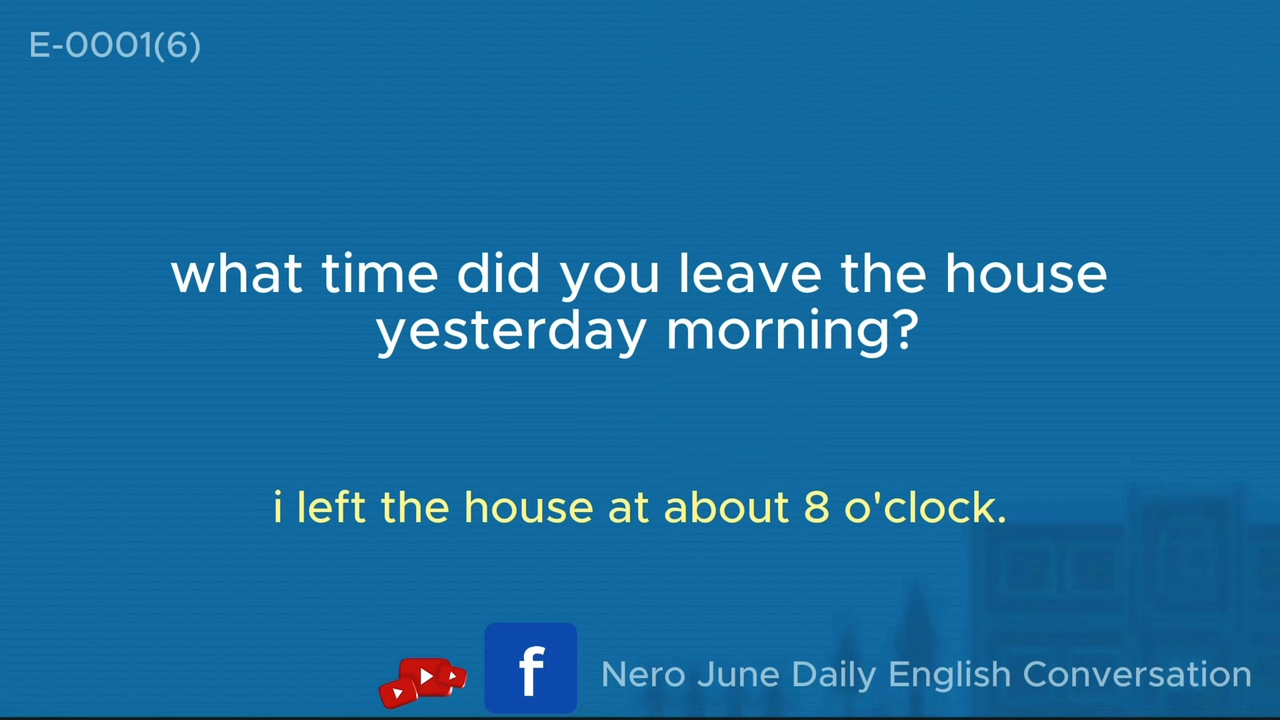 E-0001(6)
what time did you leave the house
yesterday morning?
i left the house at about 8 o'clock.
f
Nero June Daily English Conversation